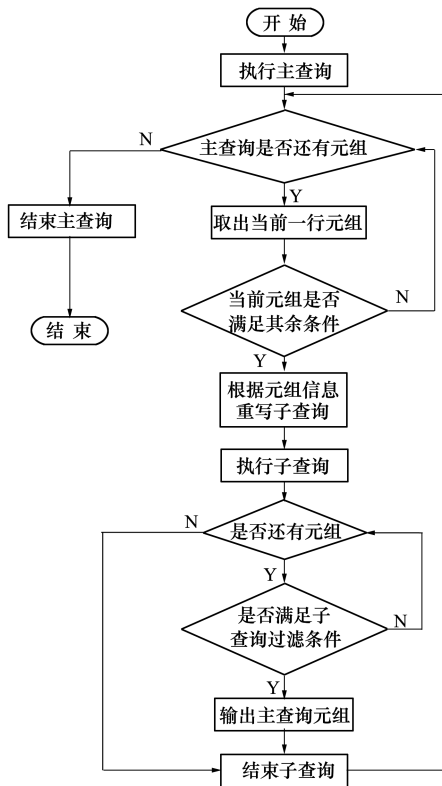 开 始
执行主查询
N
主查询是否还有元组
Y
结束主查询
取出当前一行元组
结 束
当前元组是否
满足其余条件
N
Y
根据元组信息
重写子查询
执行子查询
N
是否还有元组
Y
是否满足子
查询过滤条件
N
Y
输出主查询元组
结束子查询